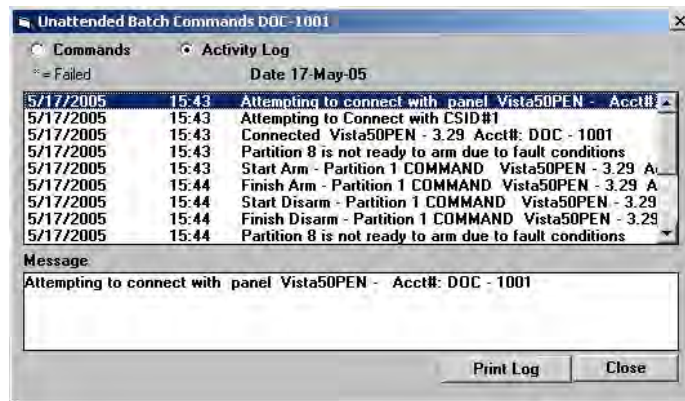 Unattended Batch Commands DOC-1001
Commands Activity Log
* = Failed Date 17-May-05
5/17/2005 15:43 Attempting to connect with panel Vista50PEN - Acct#:
5/17/2005 15:43 Attempting to Connect with CSID#1
5/17/2005 15:43 Connected Vista50PEN - 3.29 Acct#: DOC - 1001
5/17/2005 15:43 Partition 8 is not ready to arm due to fault conditions
5/17/2005 15:43 Start Arm - Partition 1 COMMAND Vista50PEN - 3.29 A
5/17/2005 15:44 Finish Arm - Partition 1 COMMAND Vista50PEN - 3.29 A
5/17/2005 15:44 Start Disarm - Partition 1 COMMAND Vista50PEN - 3.29
5/17/2005 15:44 Finish Disarm - Partition 1 COMMAND Vista50PEN - 3.29
5/17/2005 15:44 Partition 8 is not ready to arm due to fault conditions
Message
Attempting to connect with panel Vista50PEN - Acct#: DOC - 1001
Print Log Close